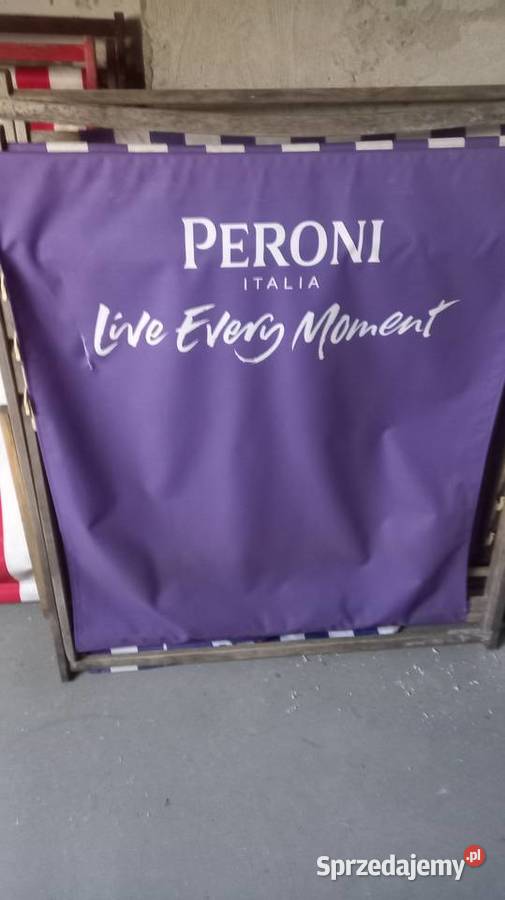 PERONI
ITALIA
Live Every Moment
Sprzedajemy.pl